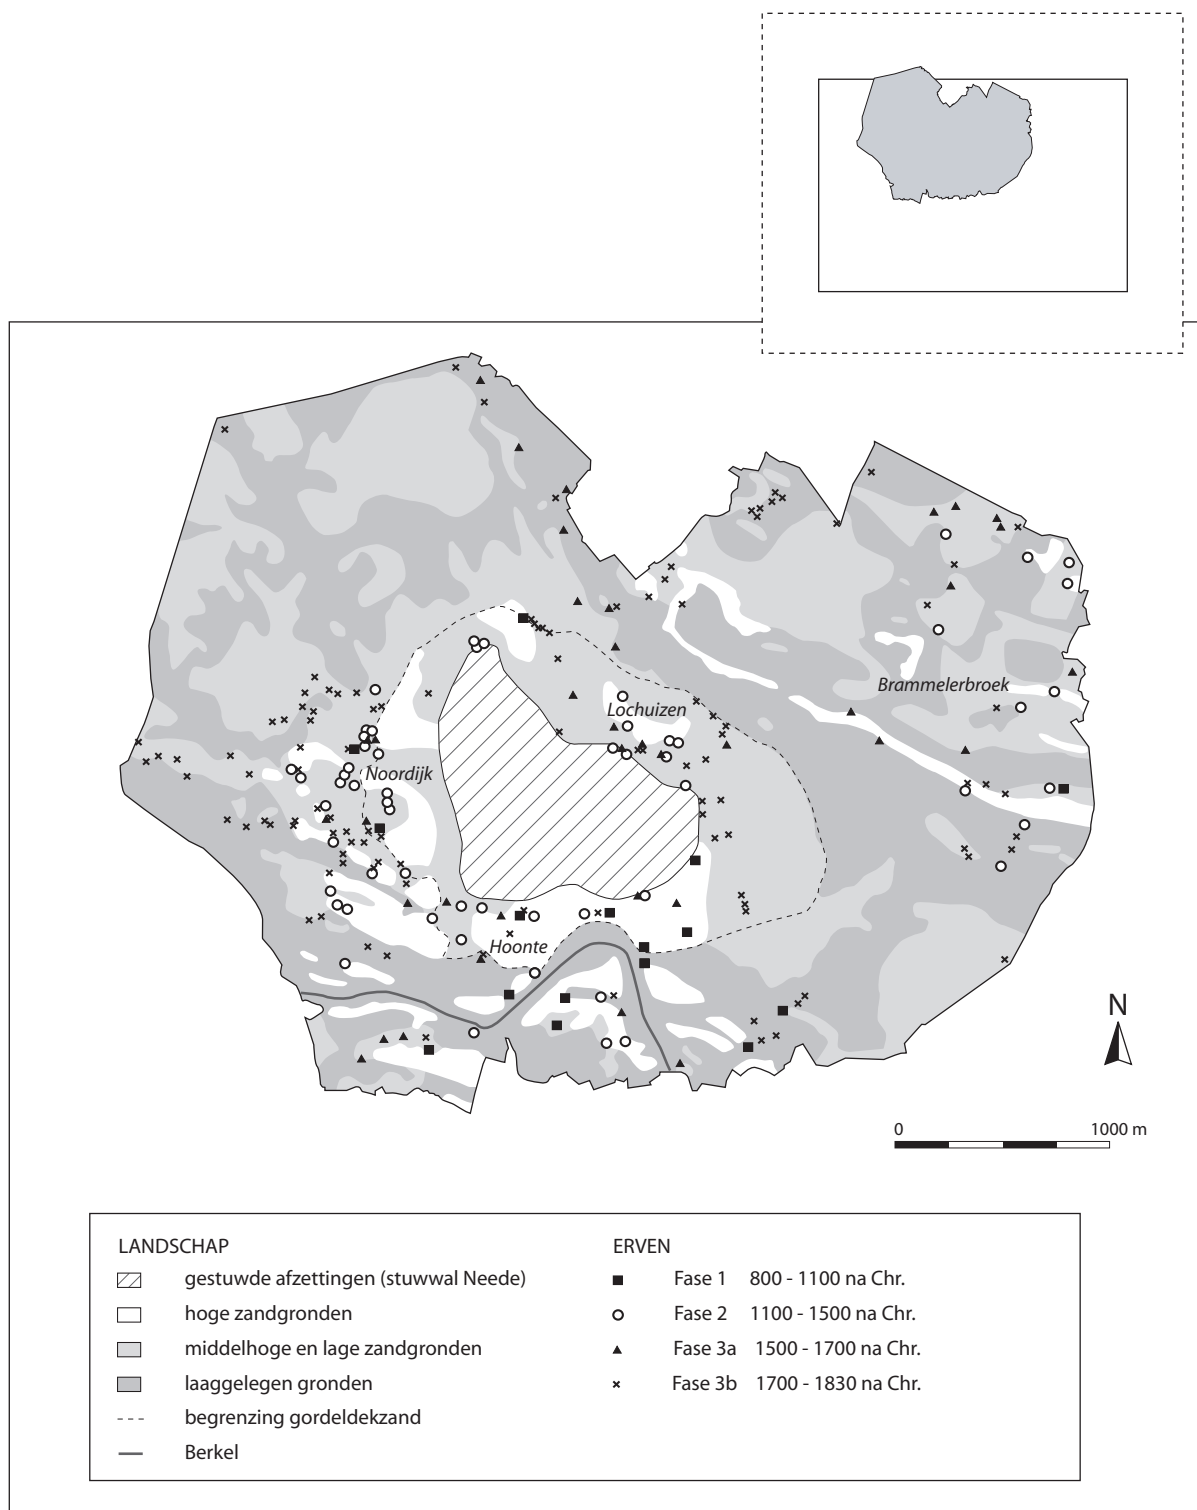 Brammelerbroek
Lochuizen
Noordijk
Hoonte
N
0 1000 m
LANDSCHAP
gestuwde afzettingen (stuwwal Neede)
hoge zandgronden
middelhoge en lage zandgronden
laaggelegen gronden
begrenzing gordeldekzand
Berkel
ERVEN
Fase 1 800 - 1100 na Chr.
Fase 2 1100 - 1500 na Chr.
Fase 3a 1500 - 1700 na Chr.
Fase 3b 1700 - 1830 na Chr.